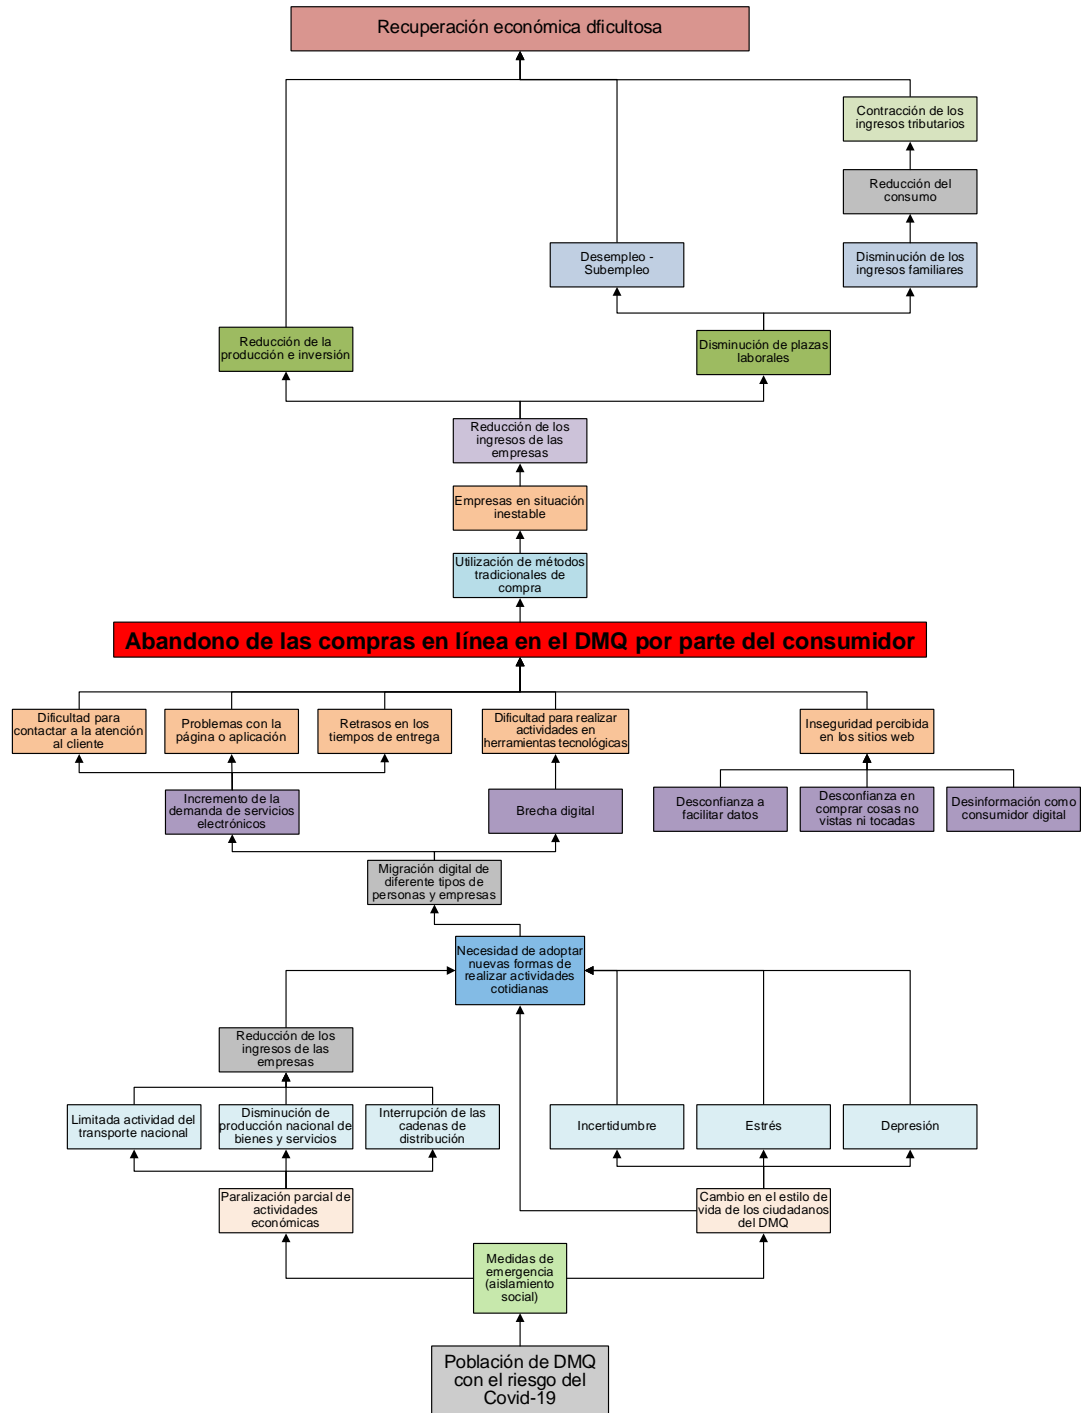 Recuperación económica dficultosa
Contracción de los
ingresos tributarios
Reducción del
consumo
Desempleo -
Subempleo
Disminución de los
ingresos familiares
Reducción de la
producción e inversión
Disminución de plazas
laborales
Reducción de los
ingresos de las
empresas
Empresas en situación
inestable
Utilización de métodos
tradicionales de
compra
Abandono de las compras en línea en el DMQ por parte del consumidor
Dificultad para
contactar a la atención
al cliente
Problemas con la
página o aplicación
Retrasos en los
tiempos de entrega
Dificultad para realizar
actividades en
herramientas tecnológicas
Inseguridad percibida
en los sitios web
Incremento de la
demanda de servicios
electrónicos
Brecha digital
Desconfianza a
facilitar datos
Desconfianza en
comprar cosas no
vistas ni tocadas
Desinformación como
consumidor digital
Migración digital de
diferente tipos de
personas y empresas
Necesidad de adoptar
nuevas formas de
realizar actividades
cotidianas
Reducción de los
ingresos de las
empresas
Limitada actividad del
transporte nacional
Disminución de
producción nacional de
bienes y servicios
Interrupción de las
cadenas de
distribución
Incertidumbre
Estrés
Depresión
Paralización parcial de
actividades
económicas
Cambio en el estilo de
vida de los ciudadanos
del DMQ
Medidas de
emergencia
(aislamiento
social)
Población de DMQ
con el riesgo del
Covid-19